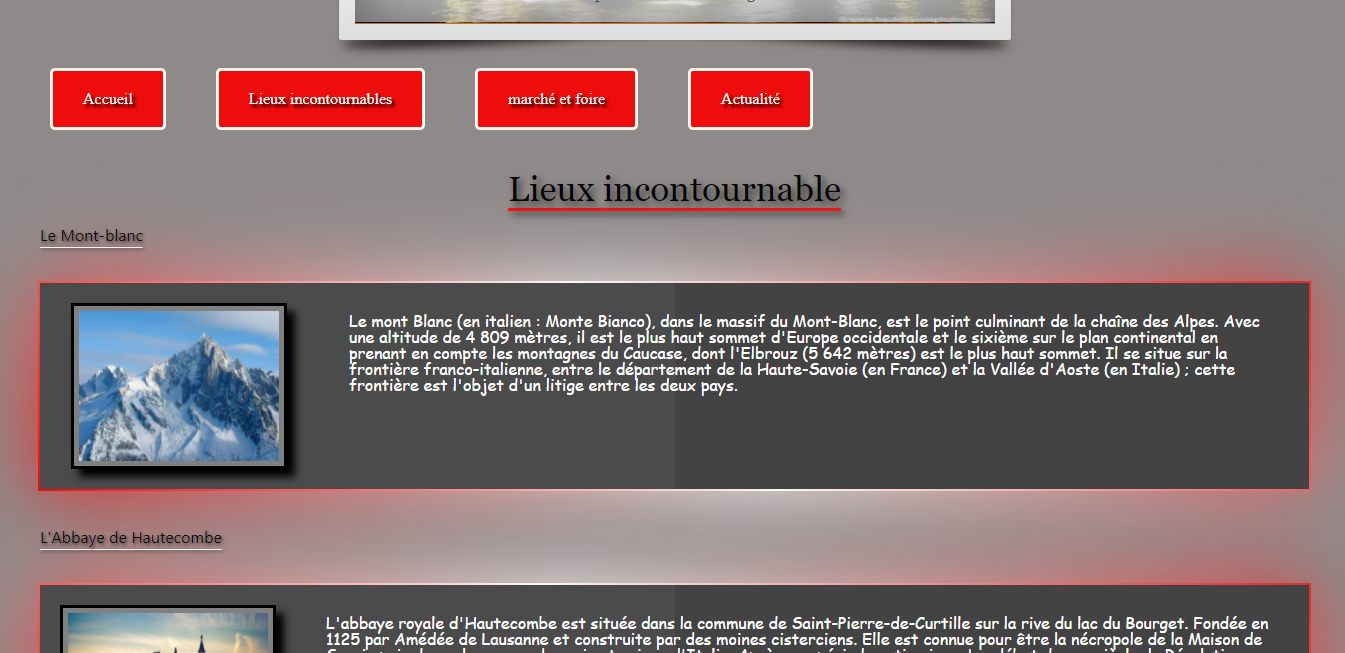 Accueil
Lieux incontournables
marché et foire
Actualité
Lieux incontournable
Le Mont-blanc
Le mont Blanc (en italien : Monte Bianco), dans le massif du Mont-Blanc, est le point culminant de la chaîne des Alpes. Avec
une altitude de 4 809 mètres, il est le plus haut sommet d'Europe occidentale et le sixième sur le plan continental en
prenant en compte les montagnes du Caucase, dont l'Elbrouz (5 642 mètres) est le plus haut sommet. Il se situe sur la
frontière franco-italienne, entre le département de la Haute-Savoie (en France) et la Vallée d'Aoste (en Italie) ; cette
frontière est l'objet d'un litige entre les deux pays.
L'Abbaye de Hautecombe
L'abbaye royale d'Hautecombe est située dans la commune de Saint-Pierre-de-Curtille sur la rive du lac du Bourget. Fondée en
1125 par Amédée de Lausanne et construite par des moines cisterciens. Elle est connue pour être la nécropole de la Maison de